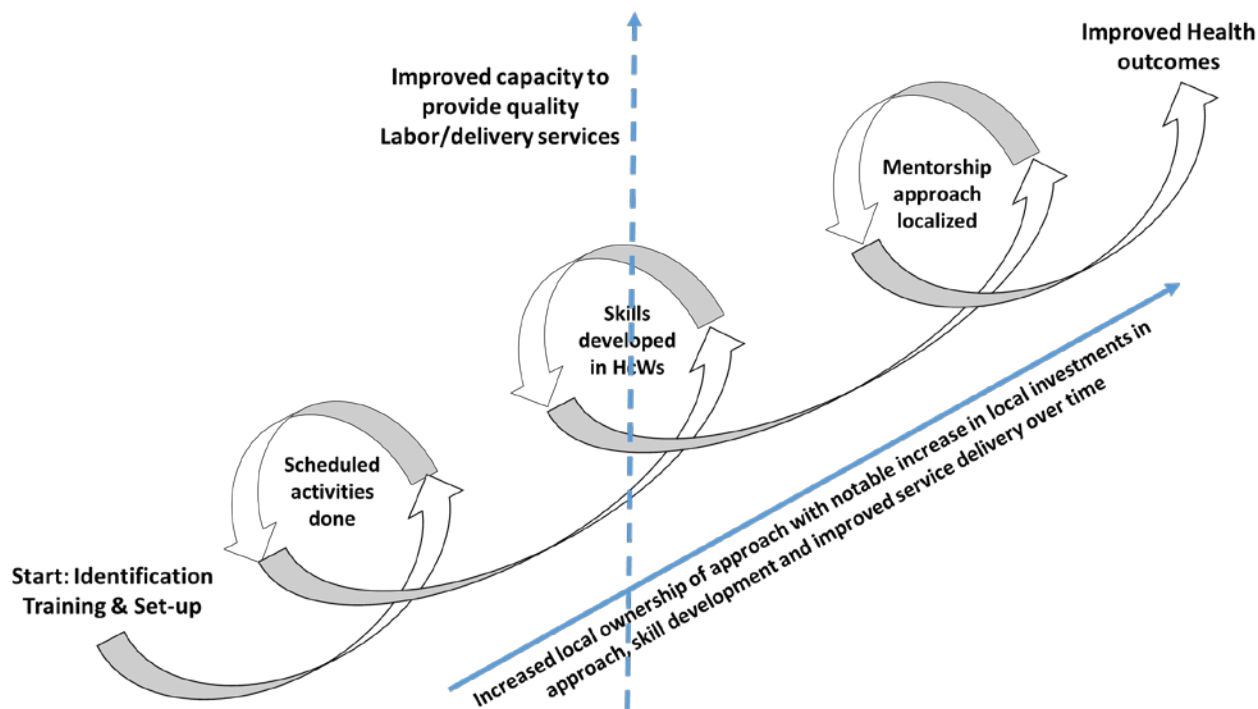 Improved Health
outcomes
Improved capacity to
provide quality
Labor/delivery services
Mentorship
approach
localized
Skills
developed
in HcWs
Scheduled
activities
done
Start: Identification
Training & Set-up
Increased local ownership of approach with notable increase in local investments in
approach, skill development and improved service delivery over time